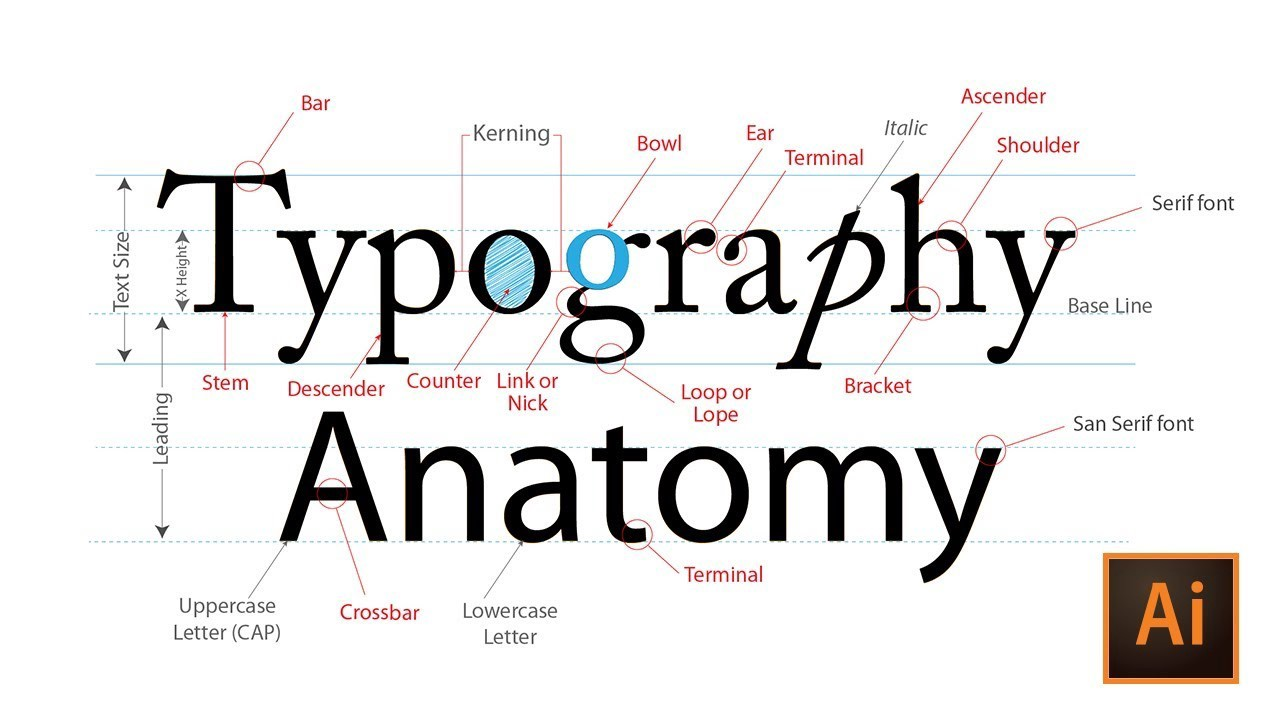 Bar
Ascender
Kerning
Italic
Bowl
Ear
Shoulder
Terminal
Serif font
Typography
Text Size
X Height
Base Line
Stem
Descender
Counter
Link or
Nick
Loop or
Lope
Bracket
Leading
San Serif font
Anatomy
Terminal
Uppercase
Letter (CAP)
Crossbar
Lowercase
Letter
Ai